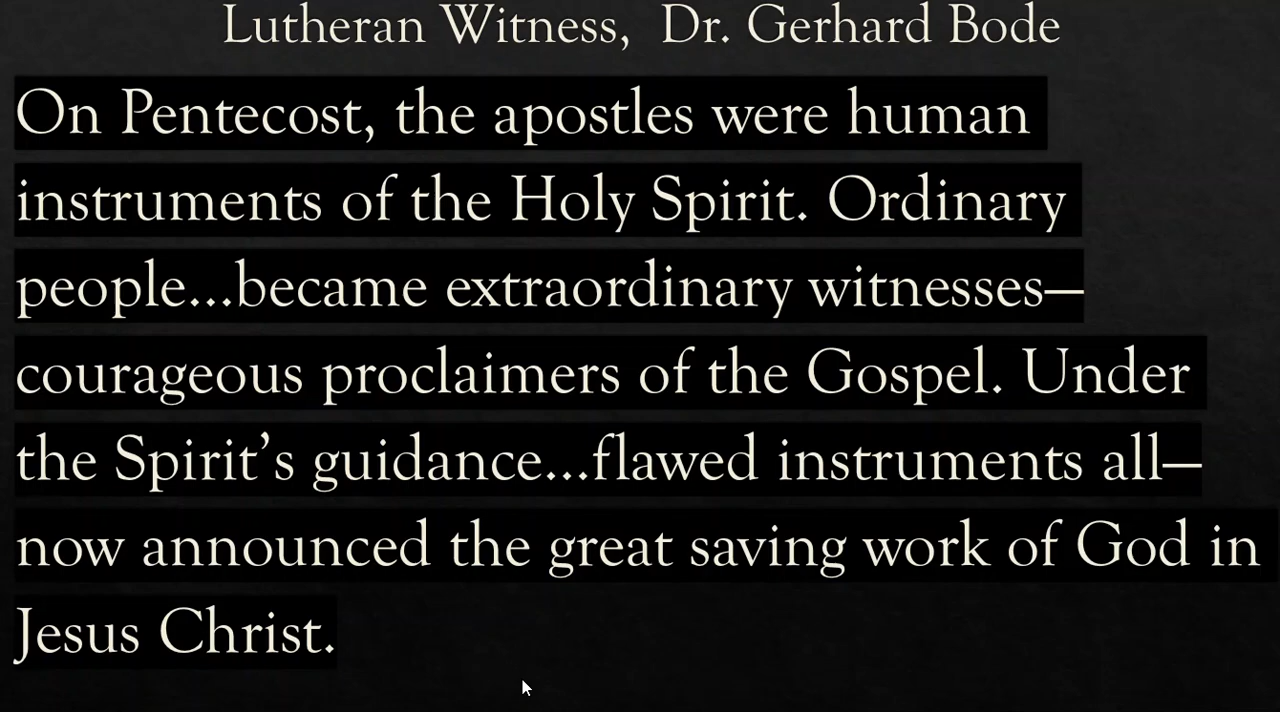 Lutheran Witness, Dr. Gerhard Bode
On Pentecost, the apostles were human
instruments of the Holy Spirit. Ordinary
people…became extraordinary witnesses—
courageous proclaimers of the Gospel. Under
the Spirit’s guidance…flawed instruments all—
now announced the great saving work of God in
Jesus Christ.